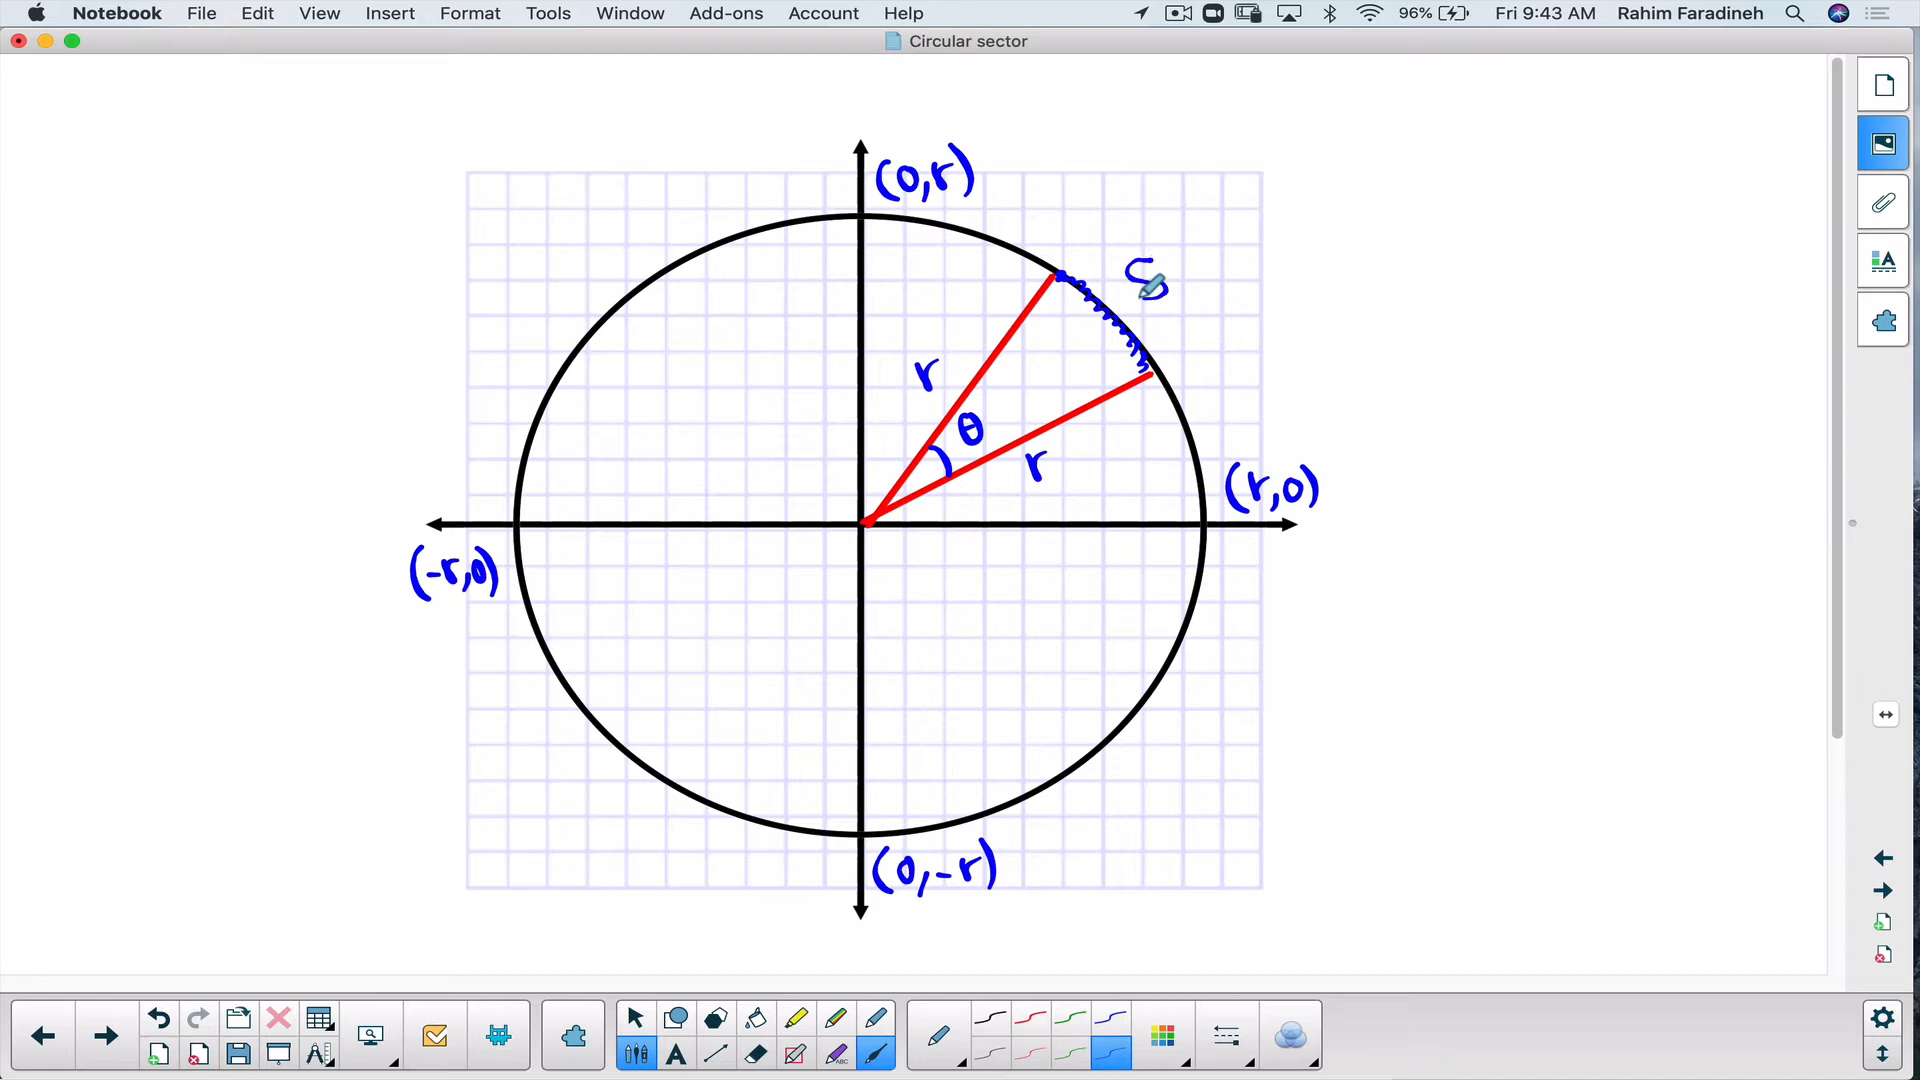 Notebook File Edit View Insert Format Tools Window Add-ons Account Help 96% Fri 9:43 AM Rahim Faradineh
Circular sector
(0,r)
S
r
θ
r
(r,0)
(-r,0)
(0,-r)
A
A
ABC